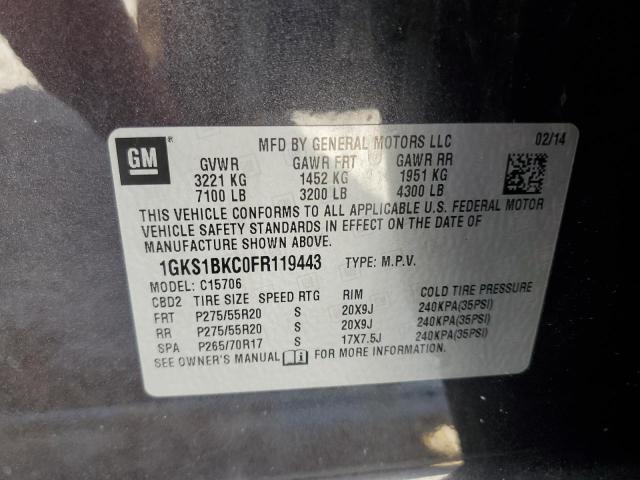 GM
MFD BY GENERAL MOTORS LLC 02/14
GVWR GAWR FRT GAWR RR
3221 KG 1452 KG 1951 KG
7100 LB 3200 LB 4300 LB
THIS VEHICLE CONFORMS TO ALL APPLICABLE U.S. FEDERAL MOTOR
VEHICLE SAFETY STANDARDS IN EFFECT ON THE DATE OF
MANUFACTURE SHOWN ABOVE.
1GKS1BKC0FR119443 TYPE: M.P.V.
MODEL: C15706
CBD2 TIRE SIZE SPEED RTG RIM COLD TIRE PRESSURE
FRT P275/55R20 S 20X9J 240KPA(35PSI)
RR P275/55R20 S 20X9J 240KPA(35PSI)
SPA P265/70R17 S 17X7.5J 240KPA(35PSI)
SEE OWNER'S MANUAL FOR MORE INFORMATION.